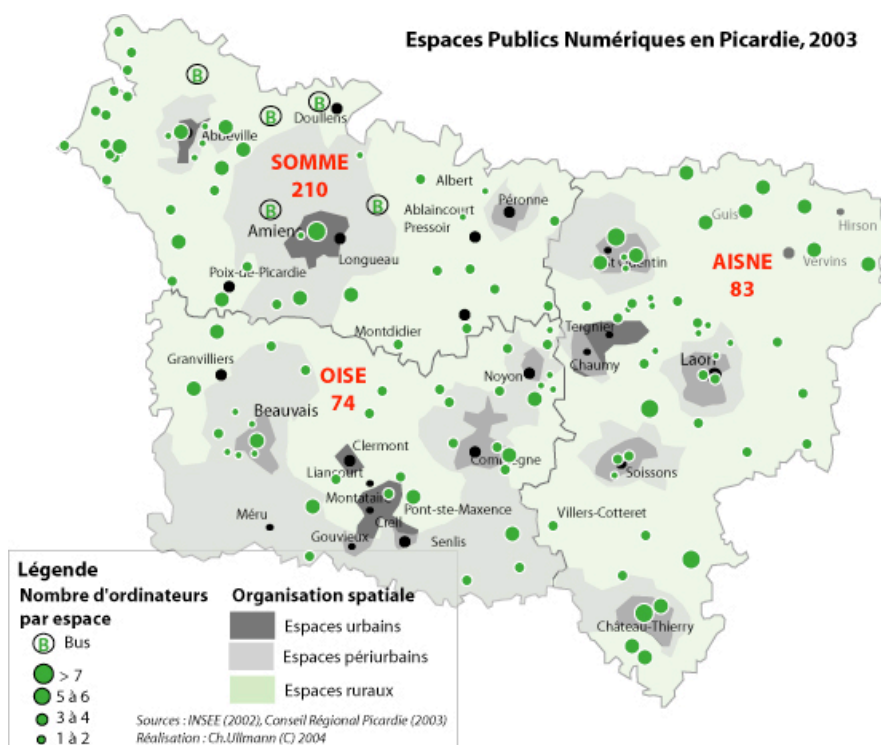 Espaces Publics Numériques en Picardie, 2003
Doullens
Abbeville
SOMME
210
Albert
Péronne
Ablaincourt
Pressoir
Guis
Hirson
Amiens
Longueau
Vervins
AISNE
83
St Quentin
Poix-de-Picardie
Montdidier
Tergnier
Granvilliers
Chauny
Laon
Noyon
OISE
74
Beauvais
Clermont
Compiègne
Liancourt
Soissons
Montataire
Pont-ste-Maxence
Villers-Cotteret
Méru
Creil
Gouvieux
Senlis
Château-Thierry
Légende
Nombre d'ordinateurs
par espace
B Bus
> 7
5 à 6
3 à 4
1 à 2
Organisation spatiale
Espaces urbains
Espaces périurbains
Espaces ruraux
Sources : INSEE (2002), Conseil Régional Picardie (2003)
Réalisation : Ch.Ullmann (C) 2004